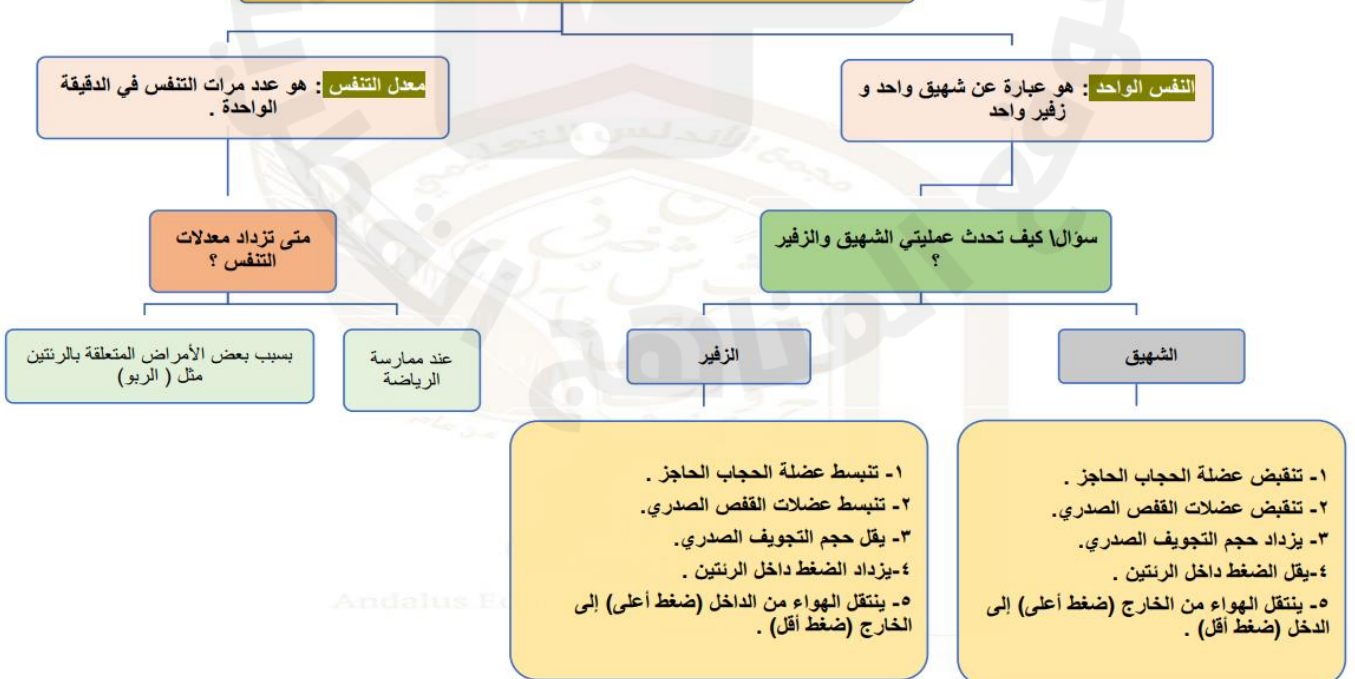 النفس الواحد : هو عبارة عن شهيق واحد و
زفير واحد
معدل التنفس : هو عدد مرات التنفس في الدقيقة
الواحدة .
سؤال\ كيف تحدث عمليتي الشهيق والزفير
؟
متى تزداد معدلات
التنفس ؟
الشهيق
الزفير
عند ممارسة
الرياضة
بسبب بعض الأمراض المتعلقة بالرئتين
مثل ( الربو)
١- تنقبض عضلة الحجاب الحاجز .
٢- تنقبض عضلات القفص الصدري.
٣- يزداد حجم التجويف الصدري.
٤-يقل الضغط داخل الرئتين .
٥- ينتقل الهواء من الخارج (ضغط أعلى) إلى
الدخل (ضغط أقل) .
١- تنبسط عضلة الحجاب الحاجز .
٢- تنبسط عضلات القفص الصدري.
٣- يقل حجم التجويف الصدري.
٤-يزداد الضغط داخل الرئتين .
٥- ينتقل الهواء من الداخل (ضغط أعلى) إلى
الخارج (ضغط أقل) .
مجمع الأندلس التعليمي
Andalus